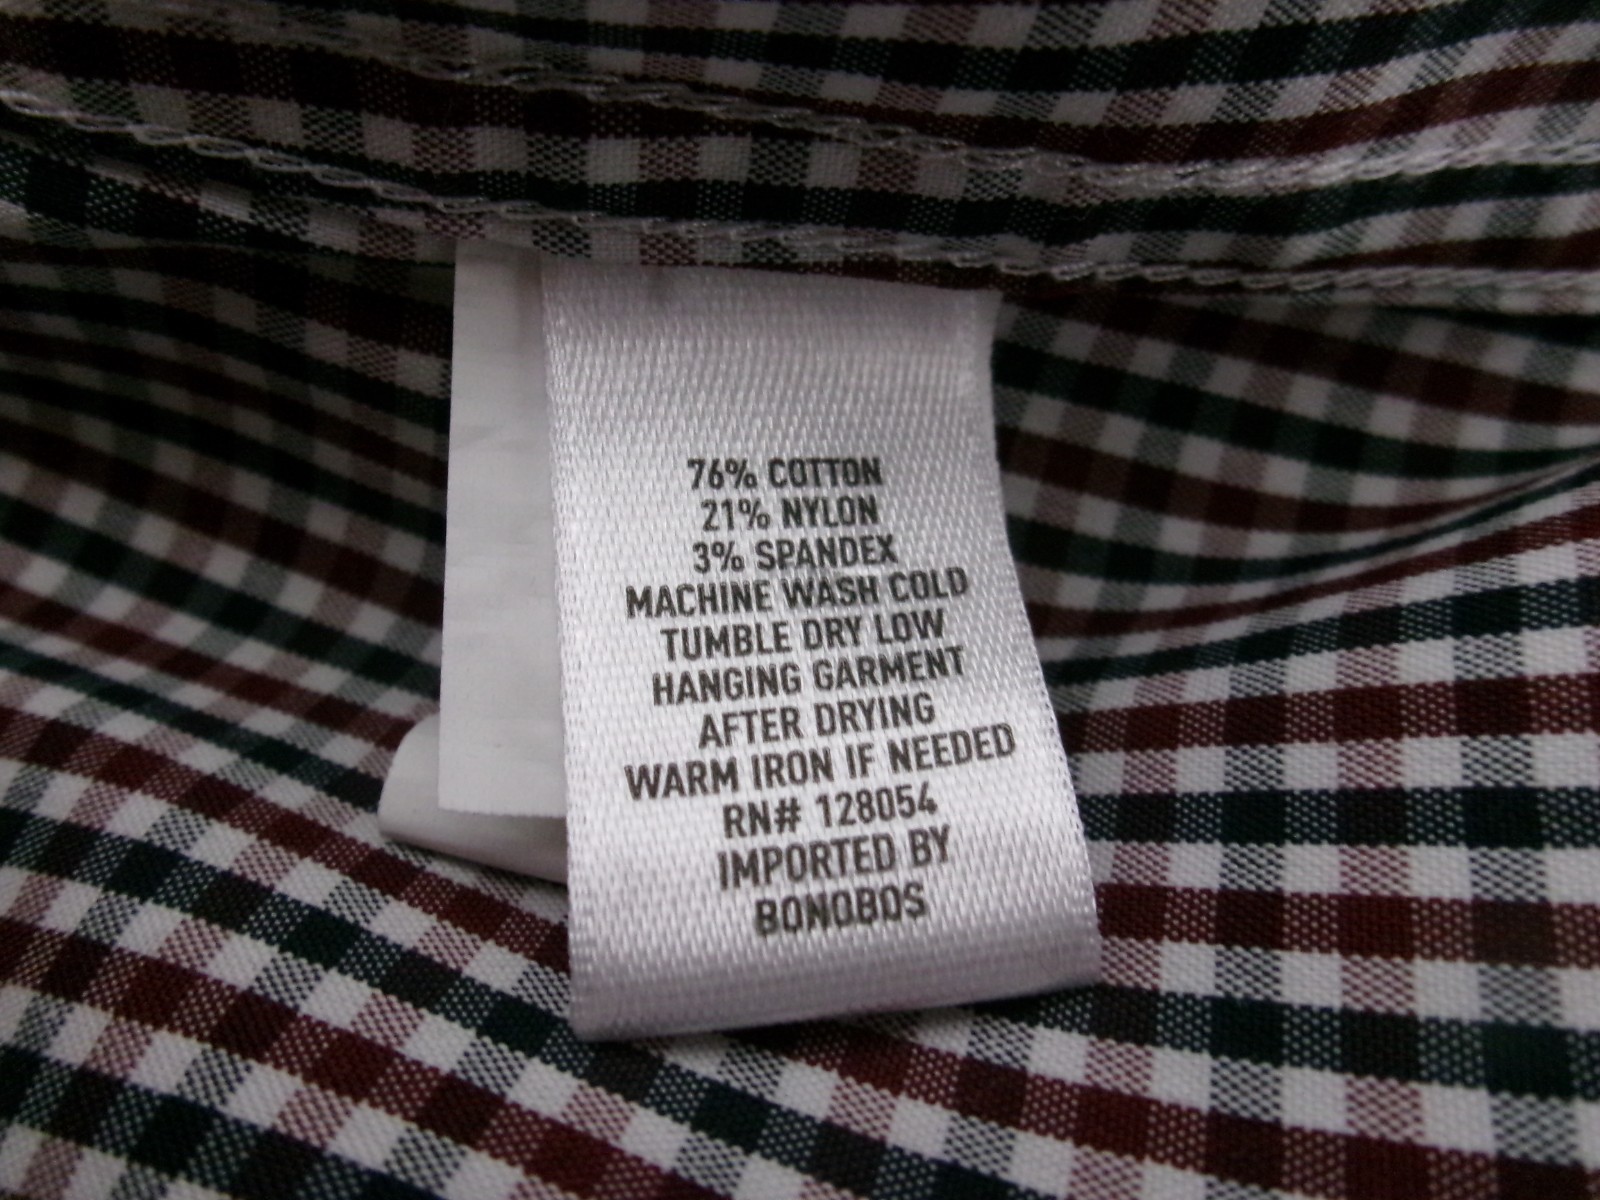 76% COTTON
21% NYLON
3% SPANDEX
MACHINE WASH COLD
TUMBLE DRY LOW
HANGING GARMENT
AFTER DRYING
WARM IRON IF NEEDED
RN# 128054
IMPORTED BY
BONOBOS